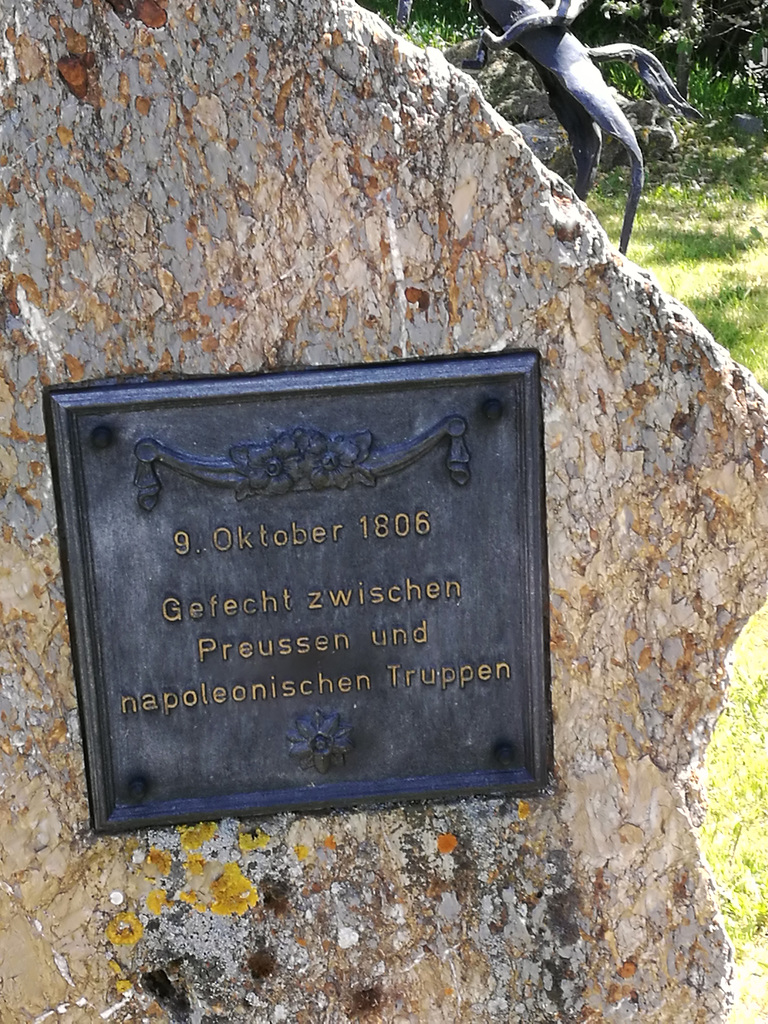 9. Oktober 1806
Gefecht zwischen
Preussen und
napoleonischen Truppen